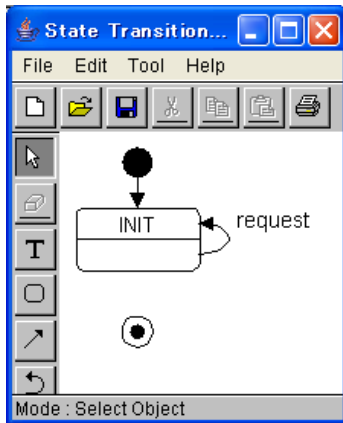 State Transition...
File Edit Tool Help
INIT
request
T
Mode : Select Object